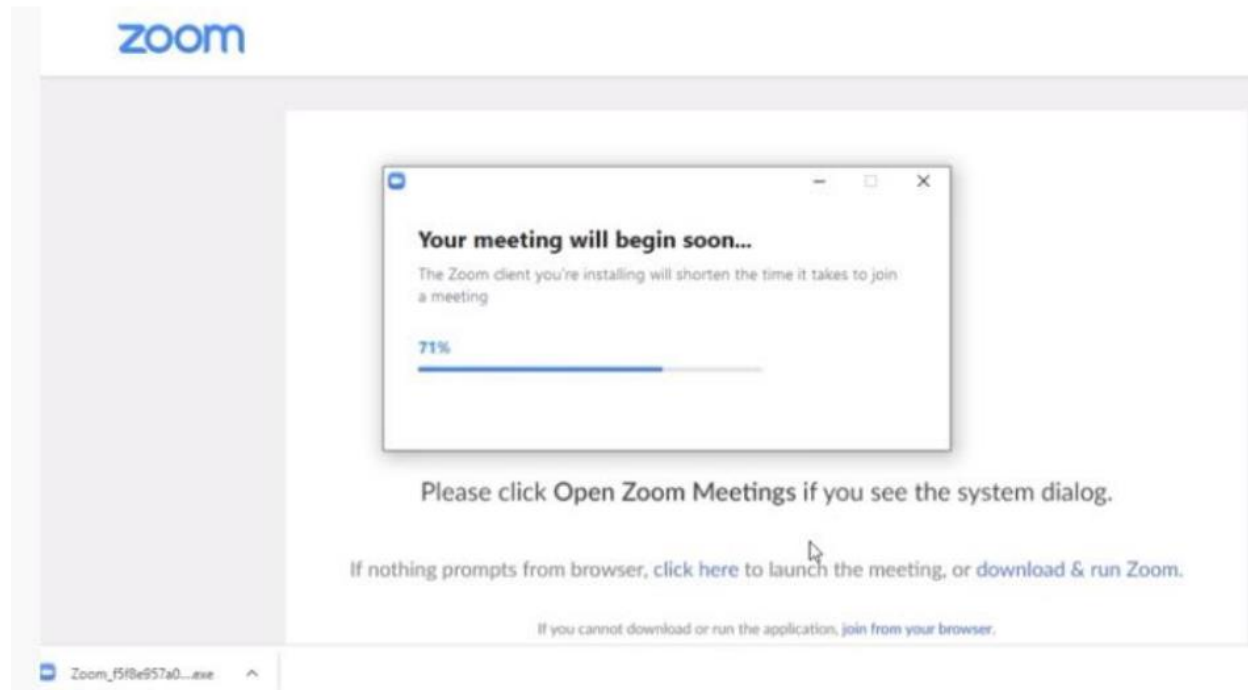 zoom
Your meeting will begin soon...
The Zoom client you're installing will shorten the time it takes to join
a meeting
71%
Please click Open Zoom Meetings if you see the system dialog.
If nothing prompts from browser, click here to launch the meeting, or download & run Zoom.
If you cannot download or run the application, join from your browser.
Zoom_f5f8e957a0....exe